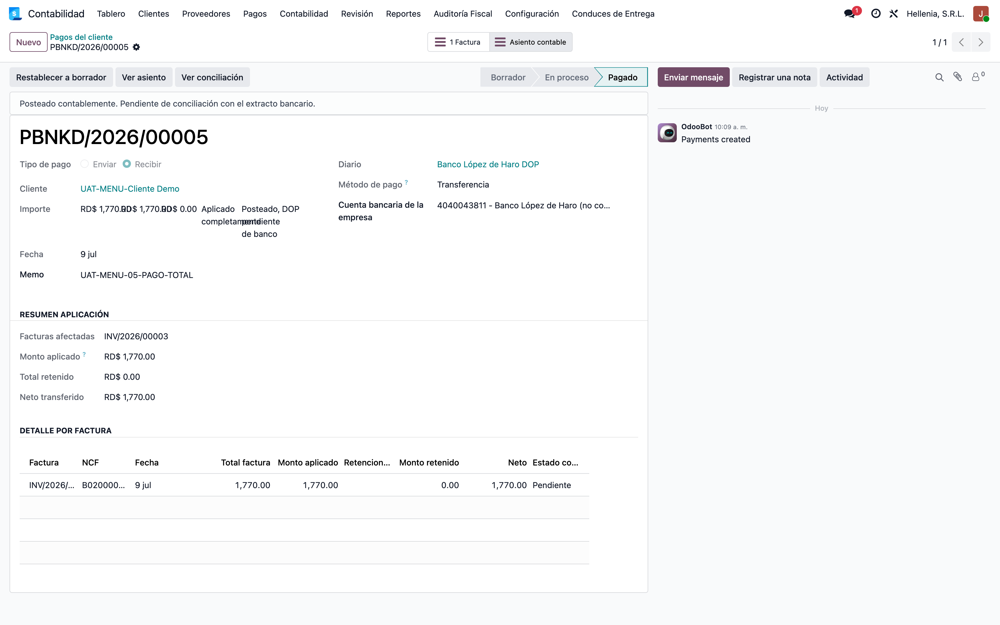 Contabilidad Tablero Clientes Proveedores Pagos Contabilidad Revisión Reportes Auditoría Fiscal Configuración Conduces de Entrega 1 Hellenia, S.R.L. J
Nuevo Pagos del cliente
PBNKD/2026/00005
1 Factura Asiento contable 1 / 1
Restablecer a borrador Ver asiento Ver conciliación Borrador En proceso Pagado Enviar mensaje Registrar una nota Actividad 0
Posteado contablemente. Pendiente de conciliación con el extracto bancario.
Hoy
OdooBot 10:09 a. m.
Payments created
PBNKD/2026/00005
Tipo de pago Enviar Recibir
Cliente UAT-MENU-Cliente Demo
Importe RD$ 1,770.00 RD$ 1,770.00 RD$ 0.00 Aplicado completamente Posteado, pendiente de banco DOP
Fecha 9 jul
Memo UAT-MENU-05-PAGO-TOTAL
Diario Banco López de Haro DOP
Método de pago ? Transferencia
Cuenta bancaria de la empresa 4040043811 - Banco López de Haro (no co...
RESUMEN APLICACIÓN
Facturas afectadas INV/2026/00003
Monto aplicado ? RD$ 1,770.00
Total retenido RD$ 0.00
Neto transferido RD$ 1,770.00
DETALLE POR FACTURA
Factura NCF Fecha Total factura Monto aplicado Retencion... Monto retenido Neto Estado co...
INV/2026/... B020000... 9 jul 1,770.00 1,770.00 0.00 1,770.00 Pendiente